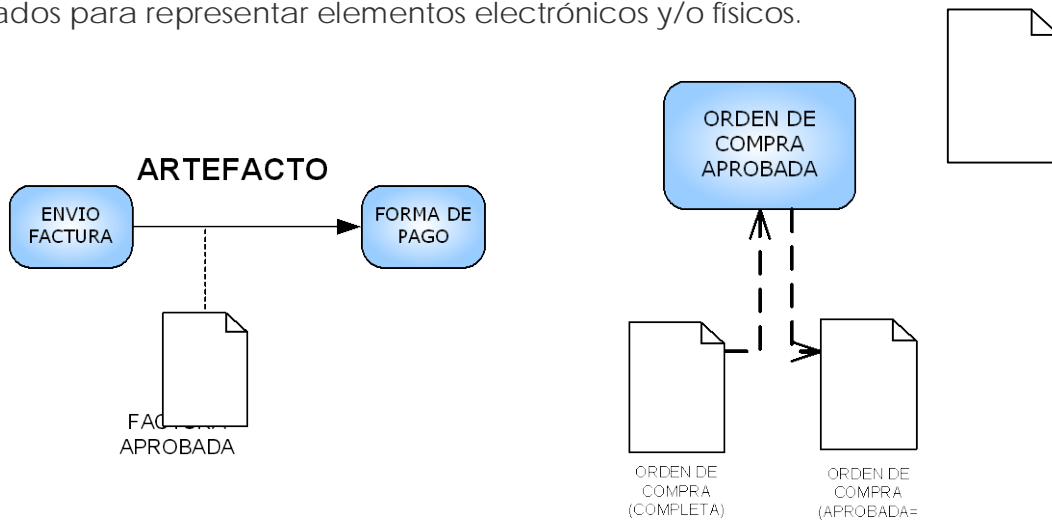 ados para representar elementos electrónicos y/o físicos.
ARTEFACTO
ENVIO
FACTURA
FORMA DE
PAGO
APROBADA
ORDEN DE
COMPRA
APROBADA
ORDEN DE
COMPRA
(COMPLETA)
ORDEN DE
COMPRA
(APROBADA=